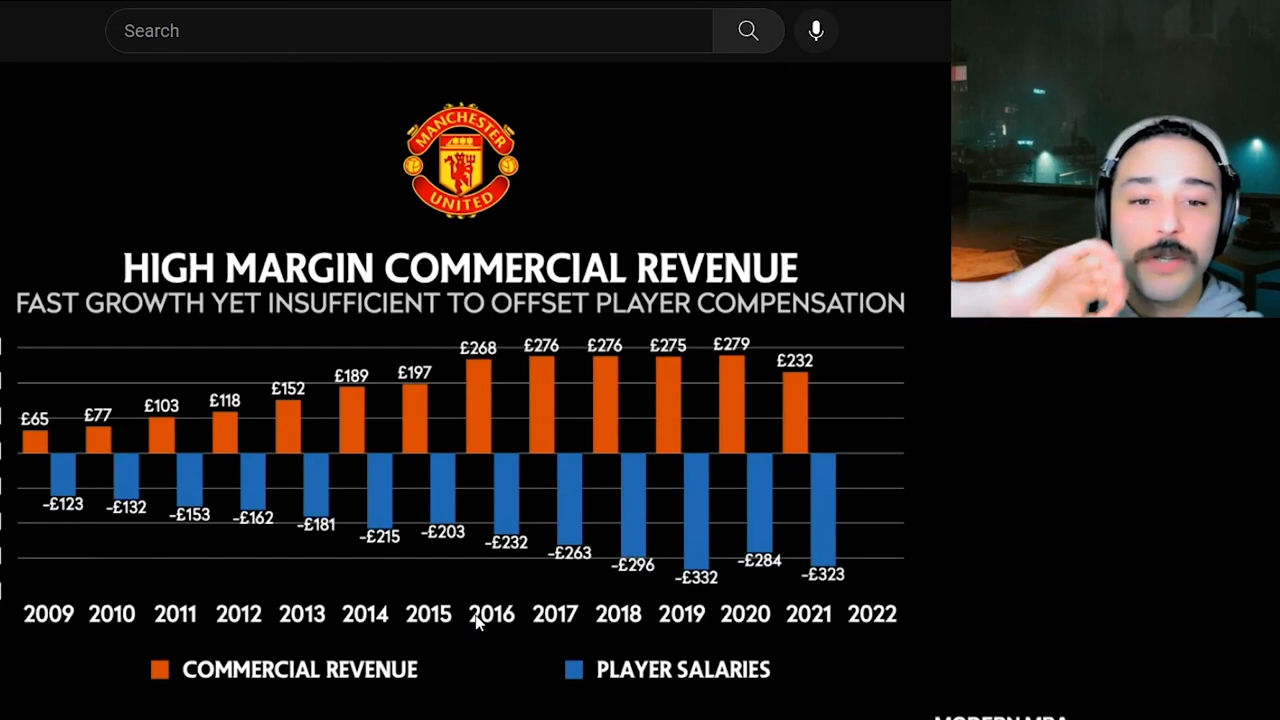 Search
MANCHESTER
UNITED
HIGH MARGIN COMMERCIAL REVENUE
FAST GROWTH YET INSUFFICIENT TO OFFSET PLAYER COMPENSATION
£65 £77 £103 £118 £152 £189 £197 £268 £276 £276 £275 £279 £232
-£123 -£132 -£153 -£162 -£181 -£215 -£203 -£232 -£263 -£296 -£332 -£284 -£323
2009 2010 2011 2012 2013 2014 2015 2016 2017 2018 2019 2020 2021 2022
COMMERCIAL REVENUE PLAYER SALARIES
MODERN MBA